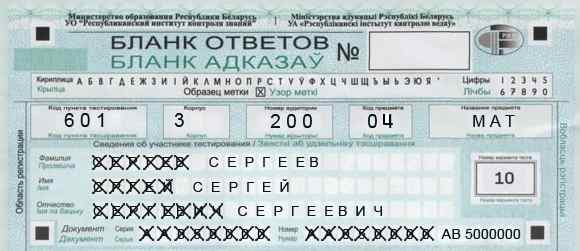 Министерство образования Республики Беларусь Міністэрства адукацыі Рэспублікі Беларусь
УО "Республиканский институт контроля знаний" УА «Рэспубліканскі інстытут кантролю ведаў»
БЛАНК ОТВЕТОВ №
БЛАНК АДКАЗАЎ
РИКЗ
Кириллица А Б В Г Д Е Ж З И Й К Л М Н О П Р С Т У Ў Ф Х Ц Ч Ш Щ Ъ Ы Ь Э Ю Я ' Цифры 1 2 3 4 5
Кірыліца Образец метки X Узор меткі Лічбы 6 7 8 9 0
Код пункта тестирования Корпус Номер аудитории Код предмета Название предмета
601 3 200 04 МАТ
Код пункта тэсціравання Корпус Нумар аўдыторыі Код прадмета Назва прадмета
Сведения об участнике тестирования / Звесткі аб удзельніку тэсціравання
Область регистрации
Вобласць рэгістрацыі
Фамилия СЕРГЕЕВ
Прозвішча
Номер варианта теста
Имя СЕРГЕЙ
Імя
10
Отчество СЕРГЕЕВИЧ
Імя па бацьку
Нумар варыянта тэста
Документ Серия № АВ 5000000
Дакумент Серыя №